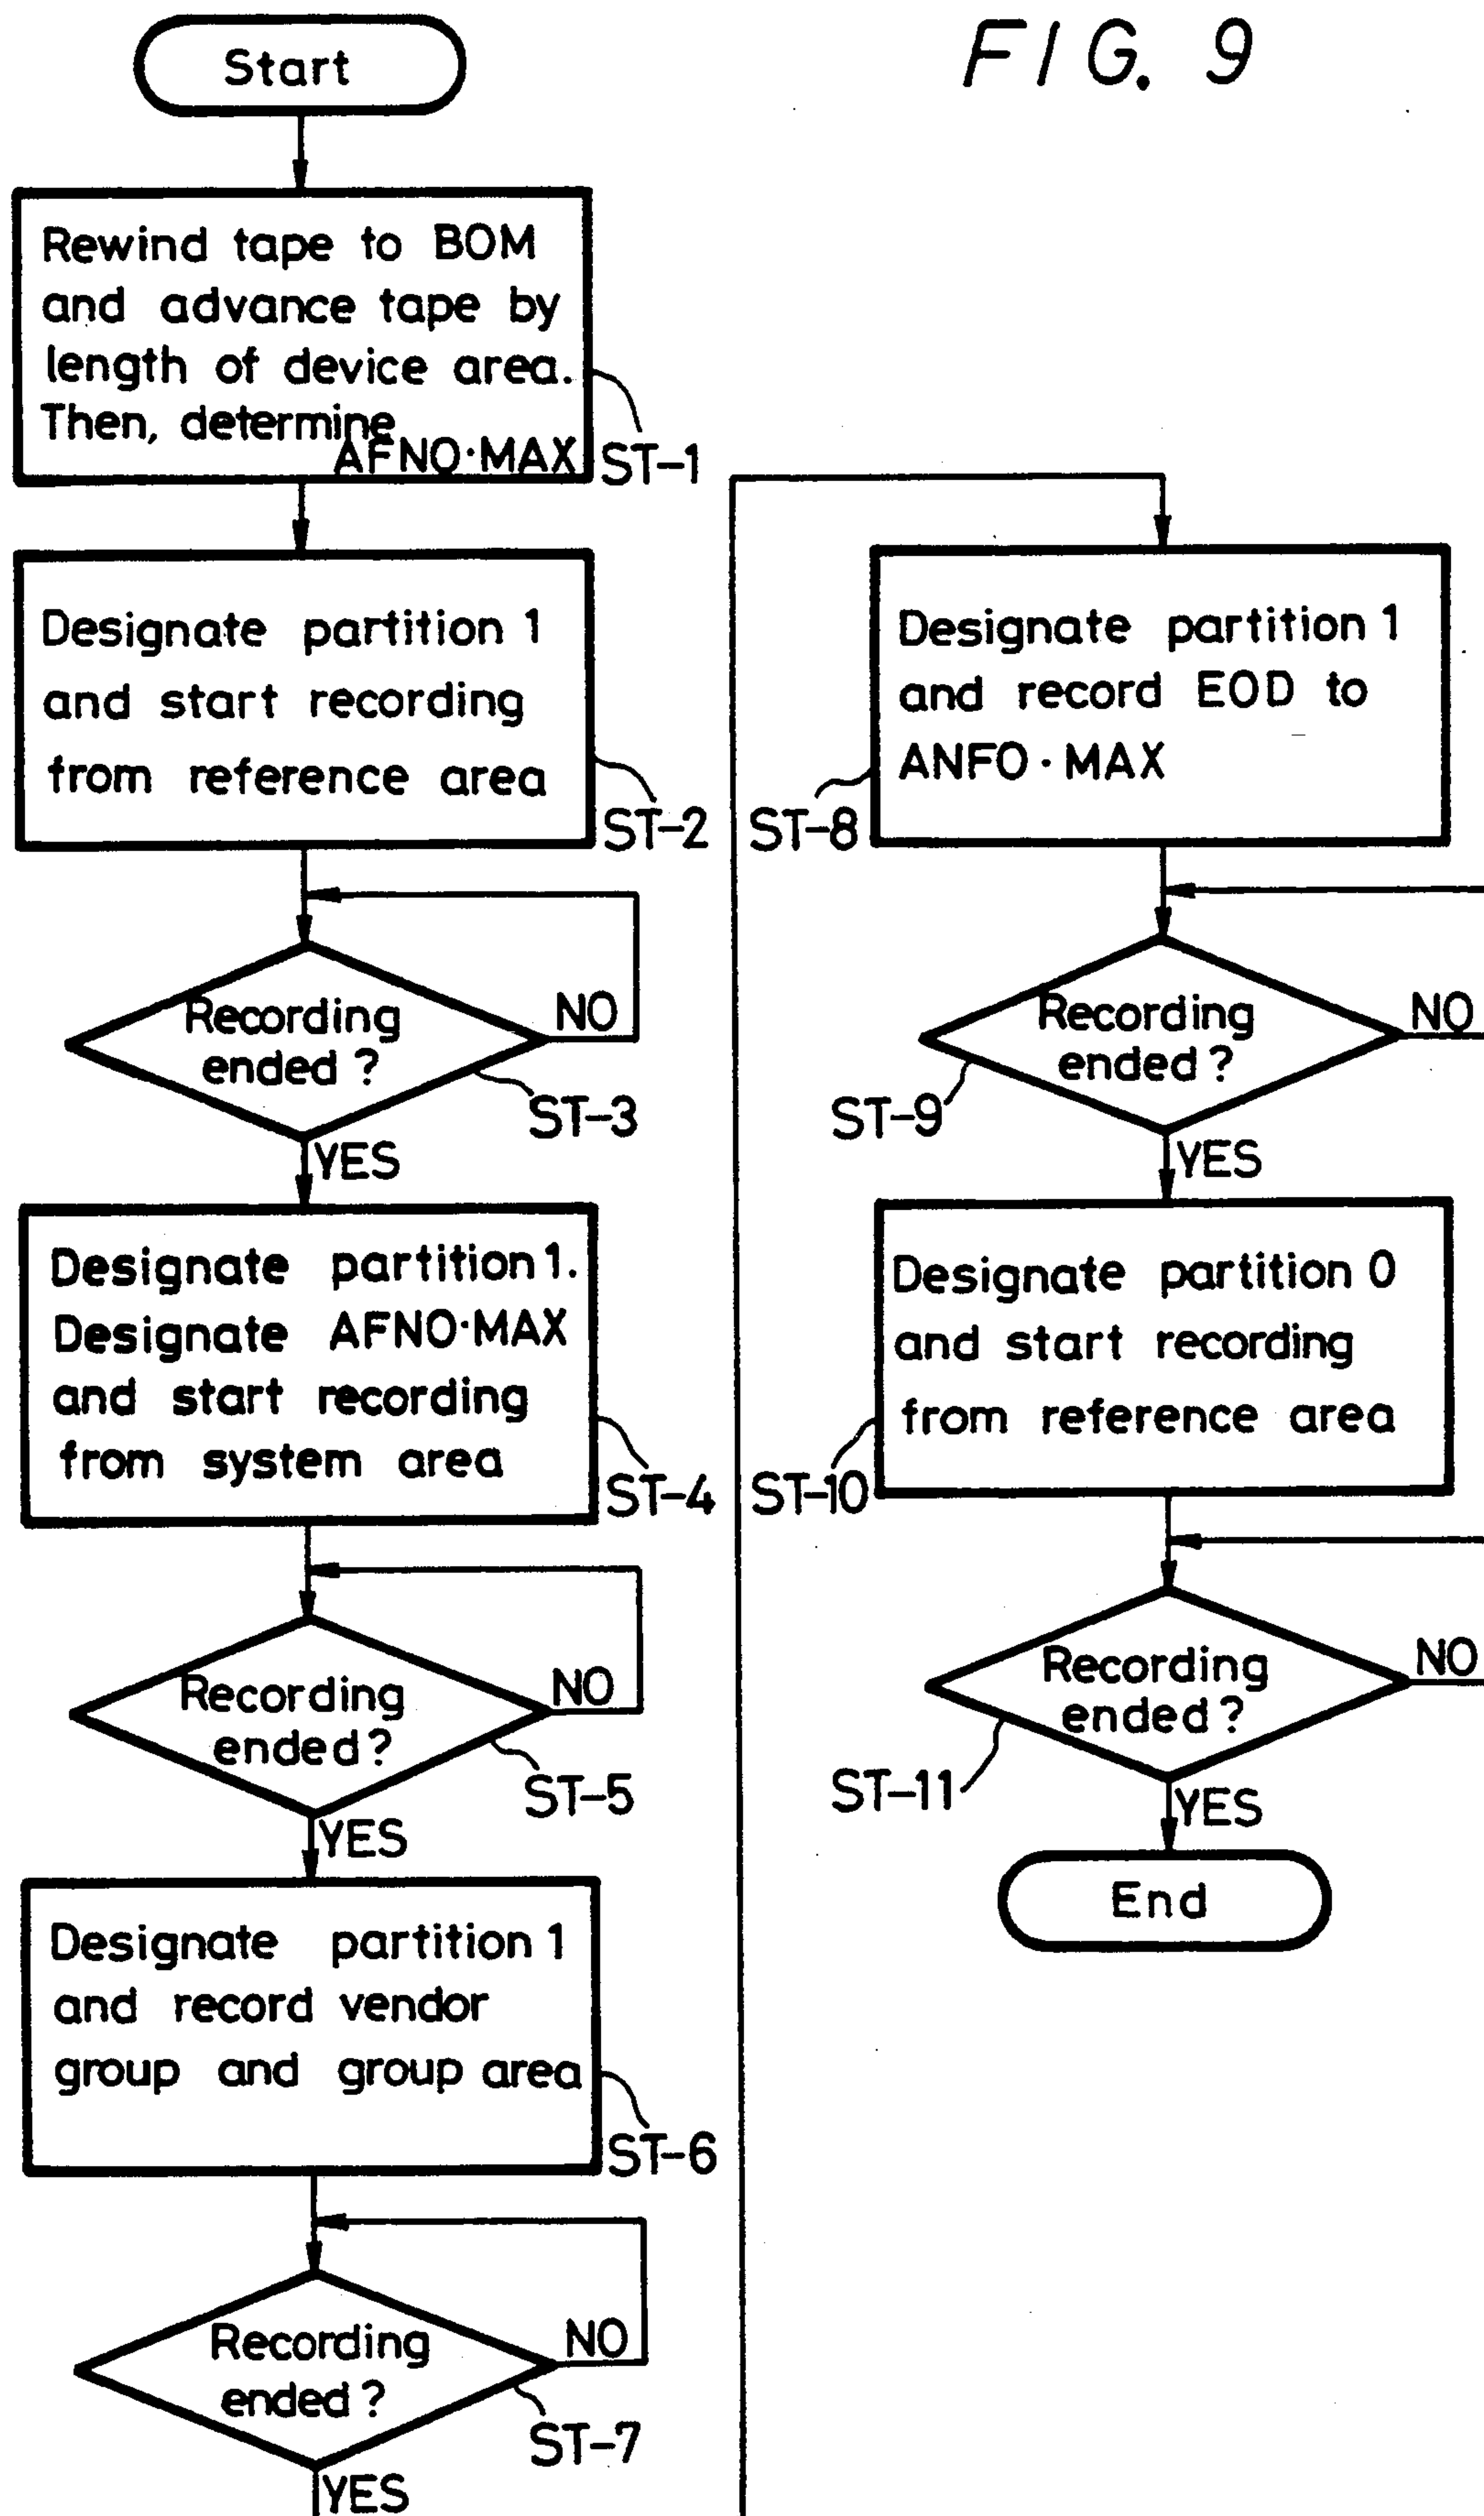 FIG. 9
Start
Rewind tape to BOM
and advance tape by
length of device area.
Then, determine
AFNO·MAX
ST-1
Designate partition 1
and start recording
from reference area
ST-2
Recording
ended?
NO
ST-3
YES
Designate partition 1.
Designate AFNO·MAX
and start recording
from system area
ST-4
Recording
ended?
NO
ST-5
YES
Designate partition 1
and record vendor
group and group area
ST-6
Recording
ended?
NO
ST-7
YES
Designate partition 1
and record EOD to
ANFO·MAX
ST-8
Recording
ended?
NO
ST-9
YES
Designate partition 0
and start recording
from reference area
ST-10
Recording
ended?
NO
ST-11
YES
End